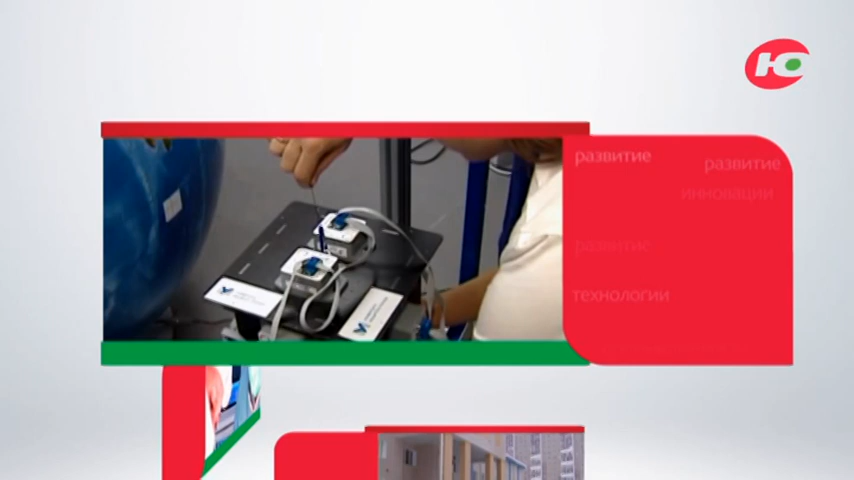 Ю
развитие
развитие
инновации
развитие
технологии